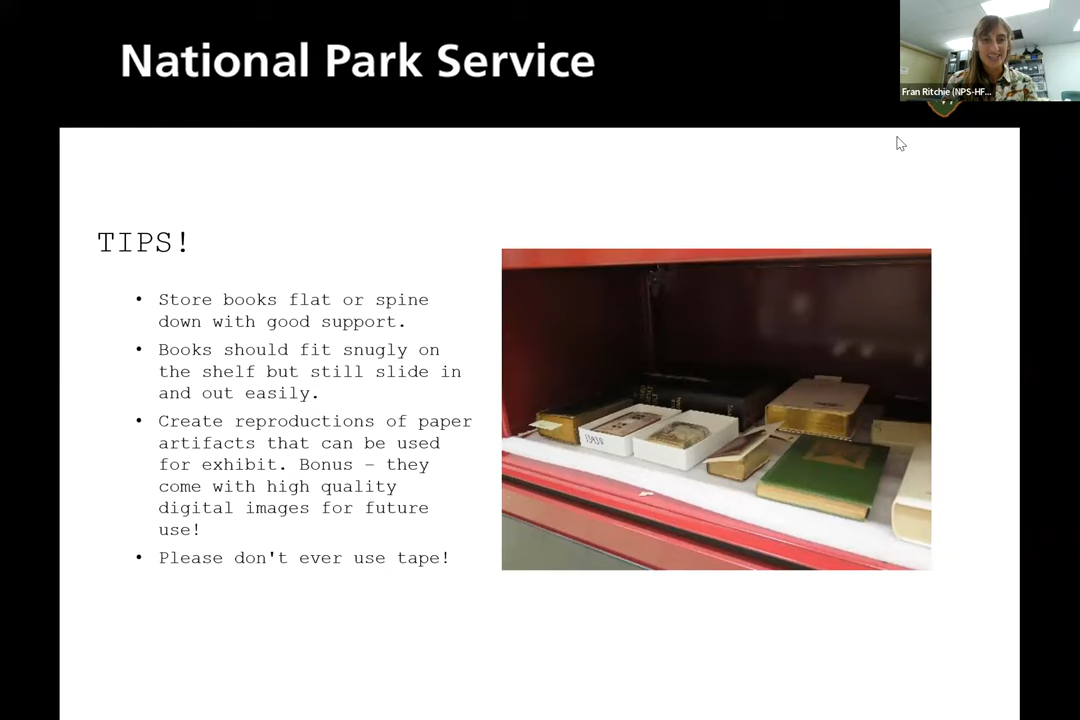 National Park Service
Fran Ritchie (NPS-HF...
TIPS!
• Store books flat or spine
down with good support.
• Books should fit snugly on
the shelf but still slide in
and out easily.
• Create reproductions of paper
artifacts that can be used
for exhibit. Bonus – they
come with high quality
digital images for future
use!
• Please don't ever use tape!